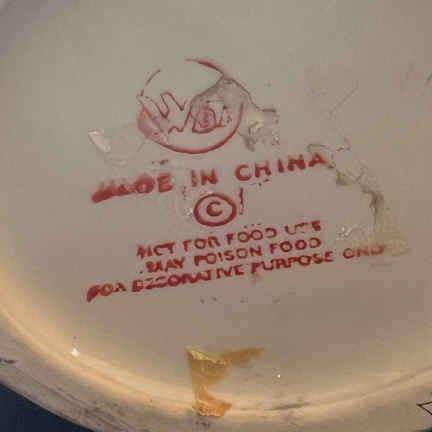 MADE IN CHINA
©
NOT FOR FOOD USE
MAY POISON FOOD
FOR DECORATIVE PURPOSE ONLY